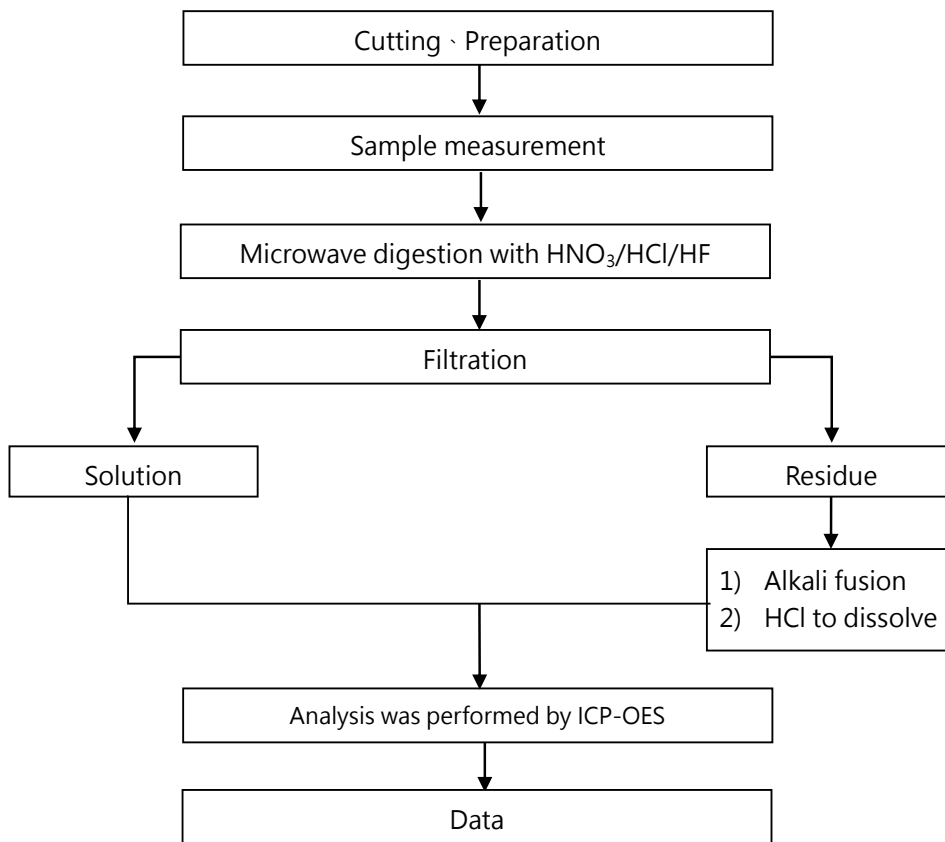 Cutting、Preparation
Sample measurement
Microwave digestion with HNO₃/HCl/HF
Filtration
Solution
Residue
1) Alkali fusion
2) HCl to dissolve
Analysis was performed by ICP-OES
Data